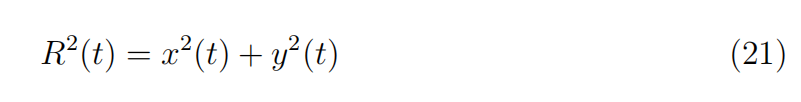 R²(t) = x²(t) + y²(t) (21)